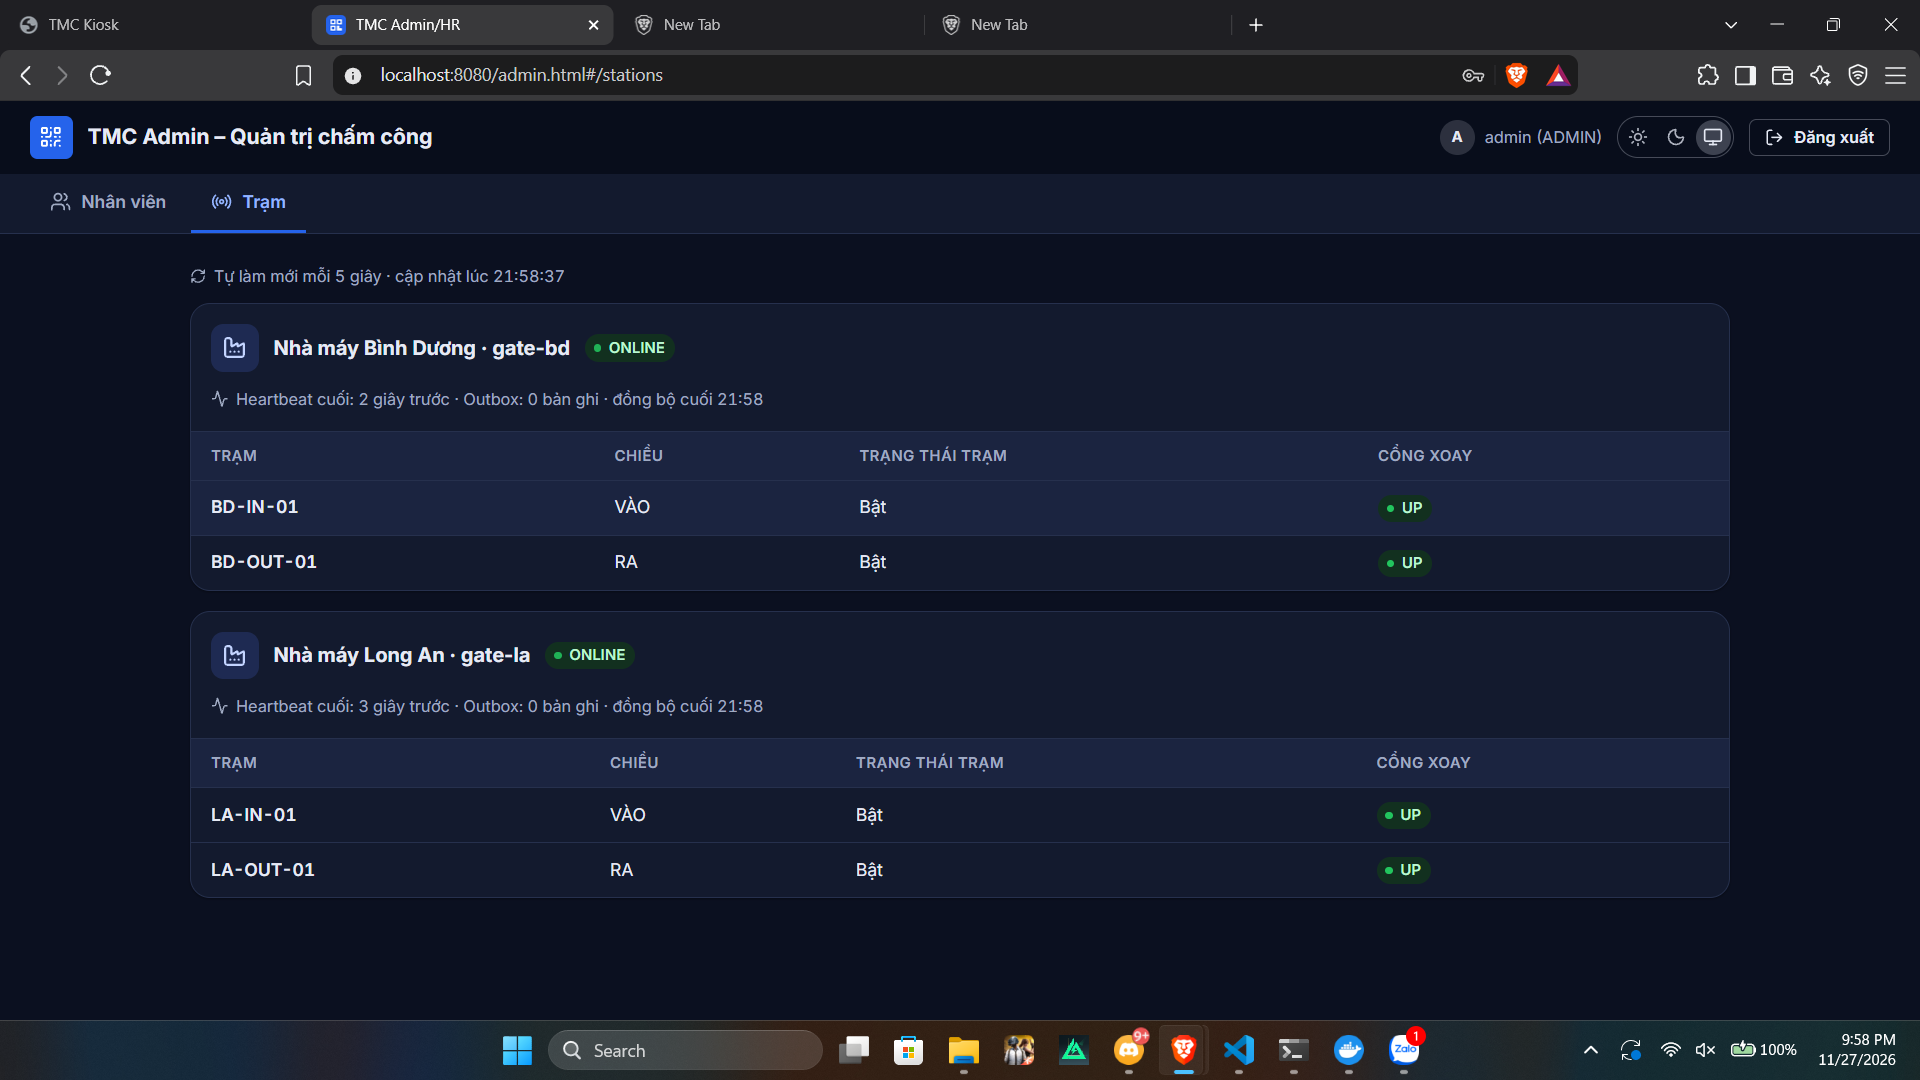 TMC Kiosk
TMC Admin/HR
New Tab
New Tab
localhost:8080/admin.html#/stations
TMC Admin – Quản trị chấm công
A
admin (ADMIN)
Đăng xuất
Nhân viên
Trạm
Tự làm mới mỗi 5 giây · cập nhật lúc 21:58:37
Nhà máy Bình Dương · gate-bd
ONLINE
Heartbeat cuối: 2 giây trước · Outbox: 0 bản ghi · đồng bộ cuối 21:58
TRẠM CHIỀU TRẠNG THÁI TRẠM CỔNG XOAY
BD-IN-01 VÀO Bật UP
BD-OUT-01 RA Bật UP
Nhà máy Long An · gate-la
ONLINE
Heartbeat cuối: 3 giây trước · Outbox: 0 bản ghi · đồng bộ cuối 21:58
TRẠM CHIỀU TRẠNG THÁI TRẠM CỔNG XOAY
LA-IN-01 VÀO Bật UP
LA-OUT-01 RA Bật UP
Search
9+
Zalo
1
100%
9:58 PM
11/27/2026